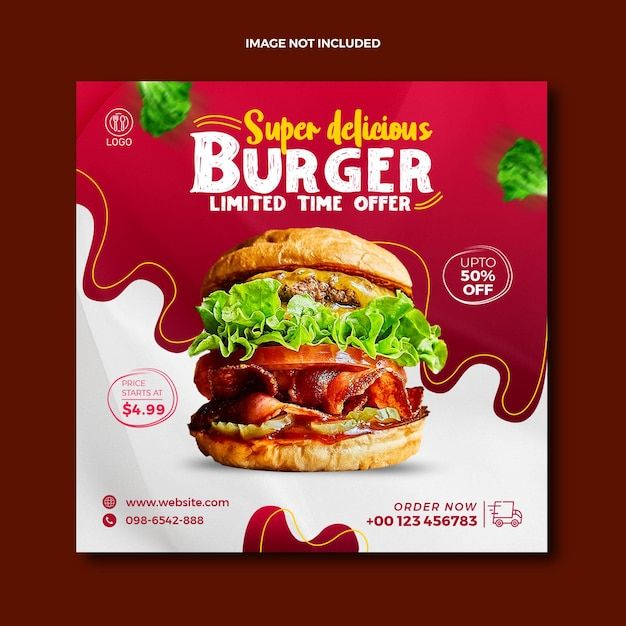 IMAGE NOT INCLUDED
LOGO
Super delicious
BURGER
LIMITED TIME OFFER
UPTO
50%
OFF
PRICE
STARTS AT
$4.99
www.website.com
098-6542-888
ORDER NOW
+00 123 456783